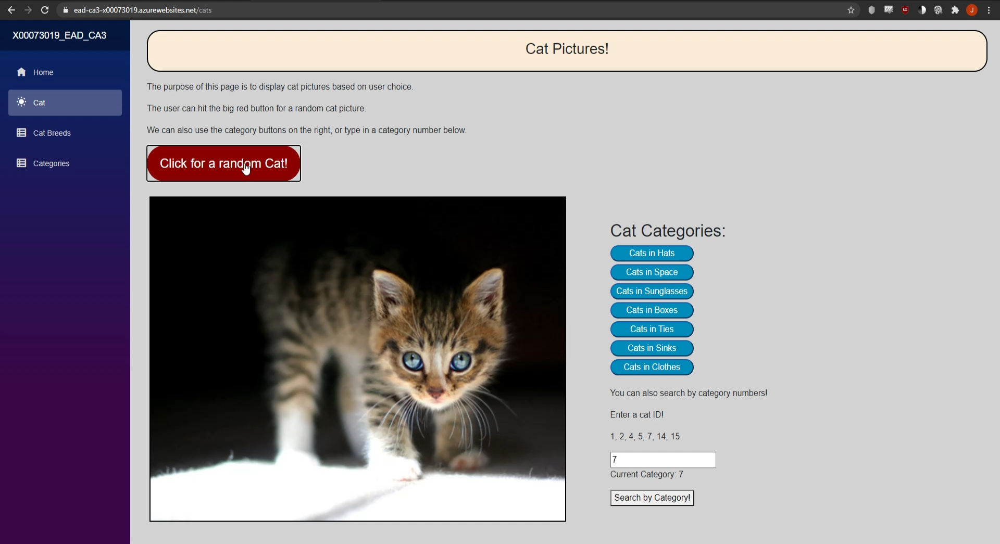 ead-ca3-x00073019.azurewebsites.net/cats
J
X00073019_EAD_CA3
Home
Cat
Cat Breeds
Categories
Cat Pictures!
The purpose of this page is to display cat pictures based on user choice.
The user can hit the big red button for a random cat picture.
We can also use the category buttons on the right, or type in a category number below.
Click for a random Cat!
Cat Categories:
Cats in Hats
Cats in Space
Cats in Sunglasses
Cats in Boxes
Cats in Ties
Cats in Sinks
Cats in Clothes
You can also search by category numbers!
Enter a cat ID!
1, 2, 4, 5, 7, 14, 15
7
Current Category: 7
Search by Category!